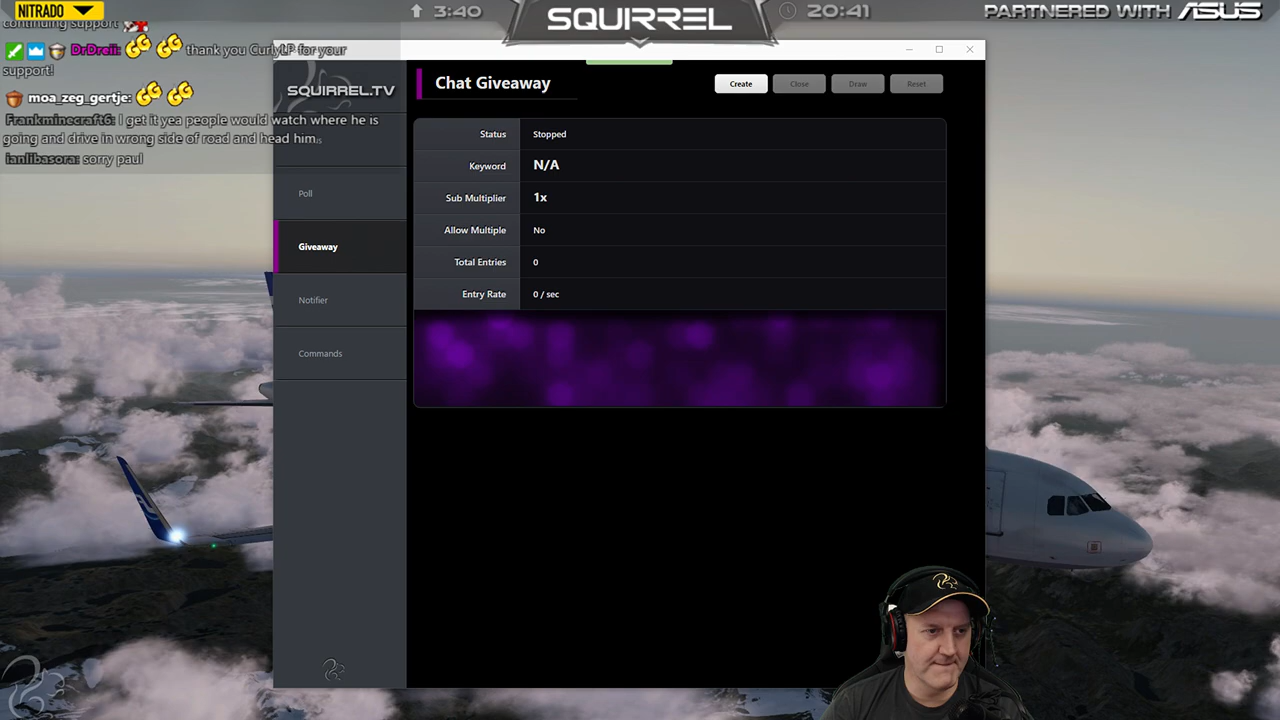 NITRADO
3:40
SQUIRREL
20:41
PARTNERED WITH ASUS
continuing support
DrDreii: thank you CurlyLP for your
support!
moa_zeg_gertje:
Frankminecraft6: I get it yea people would watch where he is
going and drive in wrong side of road and head him
ianlibasora: sorry paul
SQUIRREL.TV
Poll
Giveaway
Notifier
Commands
Chat Giveaway
Create
Close
Draw
Reset
Status Stopped
Keyword N/A
Sub Multiplier 1x
Allow Multiple No
Total Entries 0
Entry Rate 0 / sec